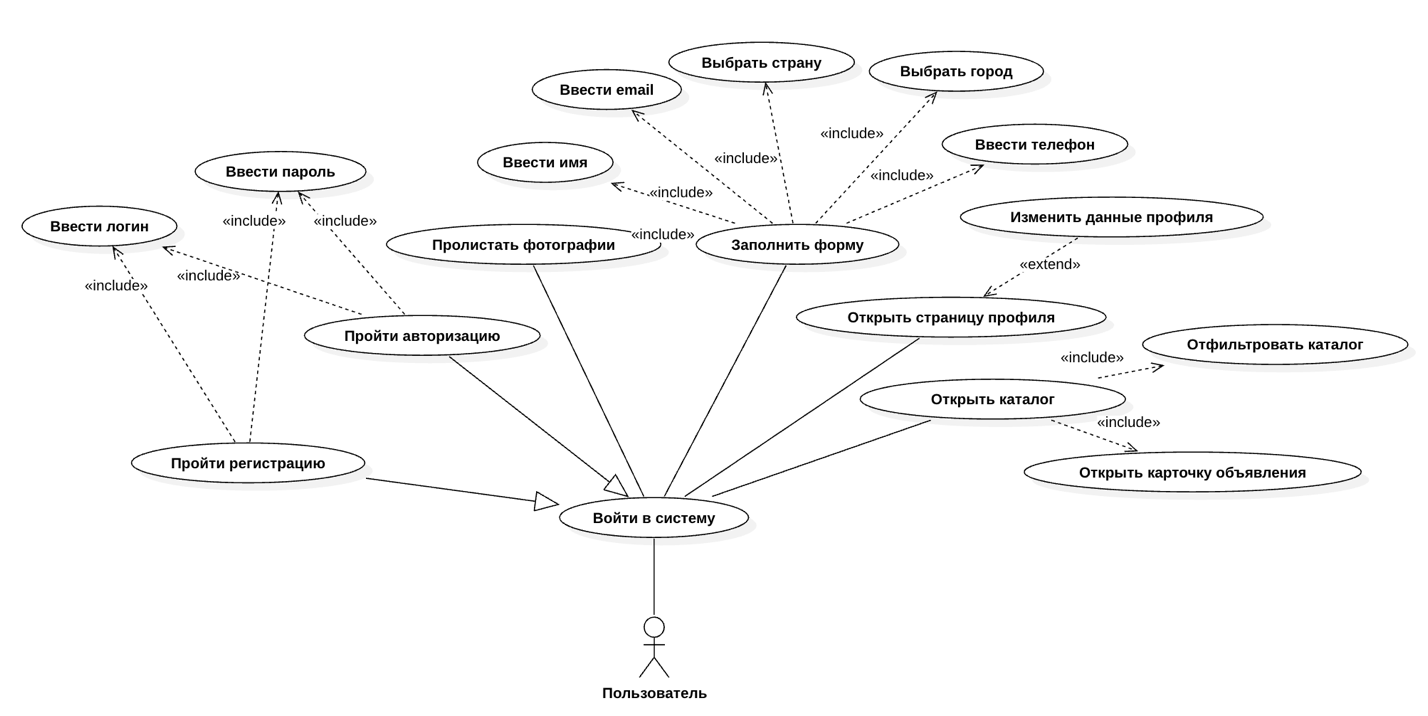 Выбрать страну
Выбрать город
Ввести email
«include»
Ввести телефон
«include»
Ввести имя
Ввести пароль
«include»
«include»
Изменить данные профиля
«include»
«include»
Ввести логин
«include»
Пролистать фотографии
Заполнить форму
«extend»
«include»
«include»
Открыть страницу профиля
Пройти авторизацию
Отфильтровать каталог
«include»
Открыть каталог
«include»
Пройти регистрацию
Открыть карточку объявления
Войти в систему
Пользователь